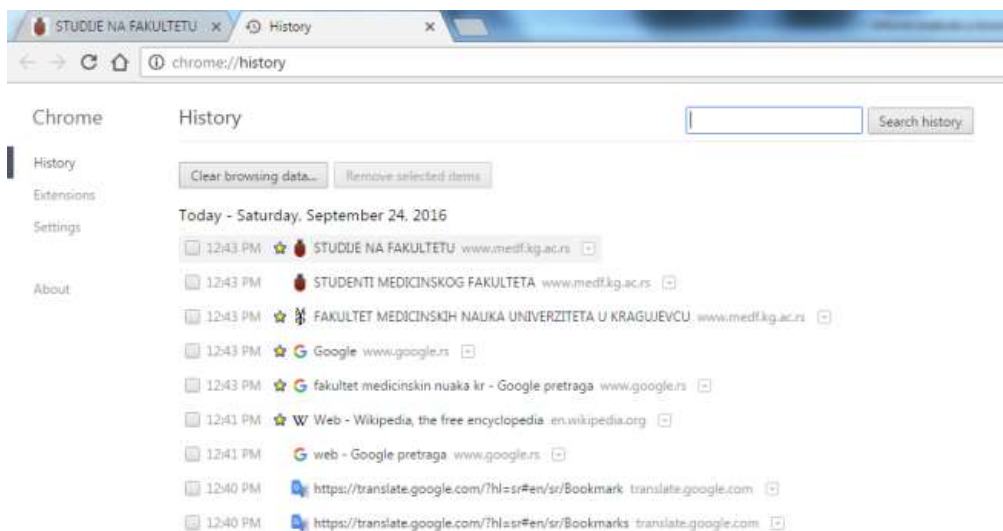 STUDIJE NA FAKULTETU
History
chrome://history
Chrome
History
Search history
History
Extensions
Settings
About
Clear browsing data...
Remove selected items
Today - Saturday, September 24, 2016
12:43 PM STUDIJE NA FAKULTETU www.medf.kg.ac.rs
12:43 PM STUDENTI MEDICINSKOG FAKULTETA www.medf.kg.ac.rs
12:43 PM FAKULTET MEDICINSKIH NAUKA UNIVERZITETA U KRAGUJEVCU www.medf.kg.ac.rs
12:43 PM Google www.google.rs
12:43 PM fakultet medicinskin nuaka kr - Google pretraga www.google.rs
12:41 PM Web - Wikipedia, the free encyclopedia en.wikipedia.org
12:41 PM web - Google pretraga www.google.rs
12:40 PM https://translate.google.com/?hl=sr#en/sr/Bookmark translate.google.com
12:40 PM https://translate.google.com/?hl=sr#en/sr/Bookmarks translate.google.com